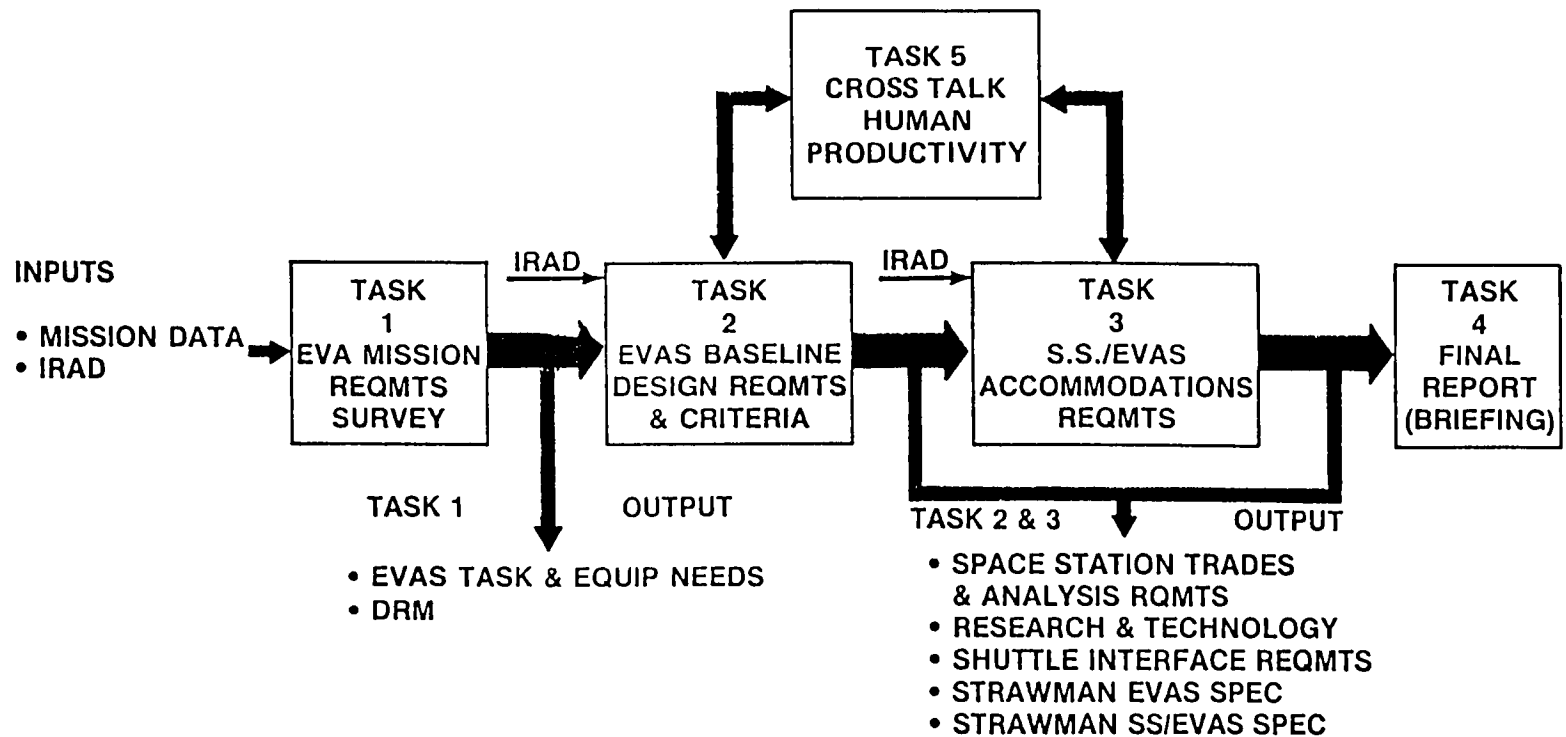 TASK 5
CROSS TALK
HUMAN
PRODUCTIVITY
INPUTS
• MISSION DATA
• IRAD
TASK
1
EVA MISSION
REQMTS
SURVEY
IRAD
TASK
2
EVAS BASELINE
DESIGN REQMTS
& CRITERIA
IRAD
TASK
3
S.S./EVAS
ACCOMMODATIONS
REQMTS
TASK
4
FINAL
REPORT
(BRIEFING)
TASK 1 OUTPUT
• EVAS TASK & EQUIP NEEDS
• DRM
TASK 2 & 3 OUTPUT
• SPACE STATION TRADES
& ANALYSIS RQMTS
• RESEARCH & TECHNOLOGY
• SHUTTLE INTERFACE REQMTS
• STRAWMAN EVAS SPEC
• STRAWMAN SS/EVAS SPEC